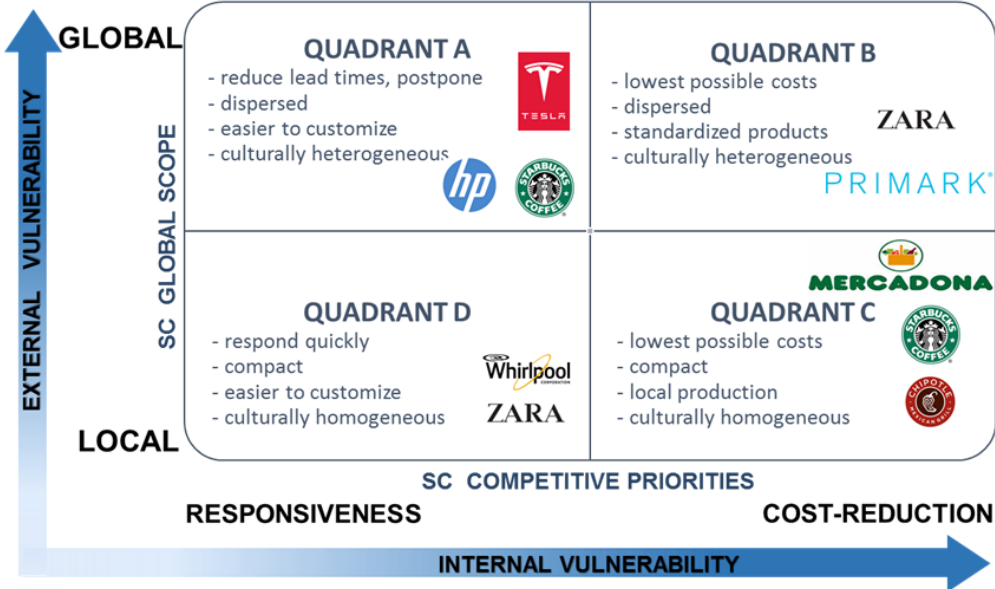 GLOBAL
EXTERNAL VULNERABILITY
SC GLOBAL SCOPE
QUADRANT A
- reduce lead times, postpone
- dispersed
- easier to customize
- culturally heterogeneous
TESLA
hp
STARBUCKS
COFFEE
QUADRANT B
- lowest possible costs
- dispersed
- standardized products
- culturally heterogeneous
ZARA
PRIMARK®
QUADRANT D
- respond quickly
- compact
- easier to customize
- culturally homogeneous
Whirlpool
CORPORATION
ZARA
MERCADONA
QUADRANT C
- lowest possible costs
- compact
- local production
- culturally homogeneous
STARBUCKS
COFFEE
CHIPOTLE
MEXICAN GRILL
LOCAL
SC COMPETITIVE PRIORITIES
RESPONSIVENESS
COST-REDUCTION
INTERNAL VULNERABILITY